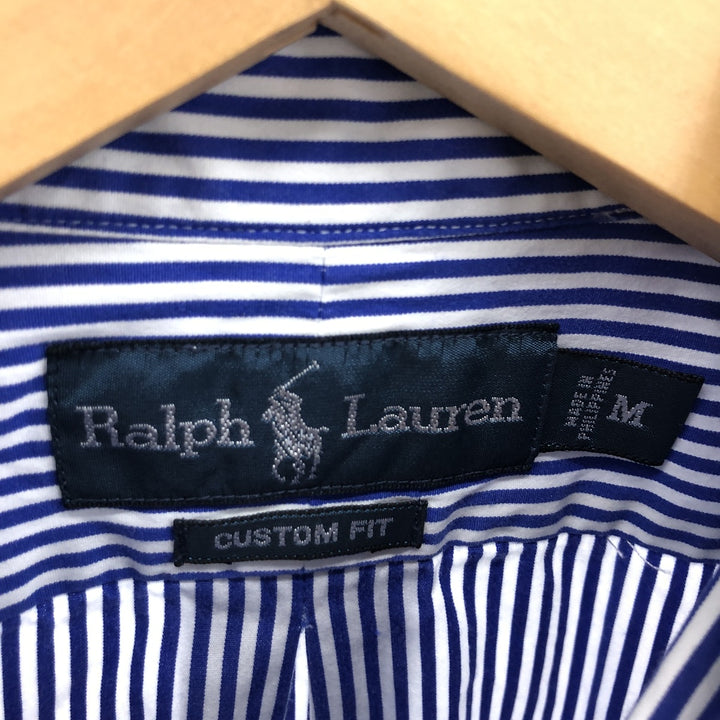 Ralph Lauren
MADE IN
PHILIPPINES
M
CUSTOM FIT